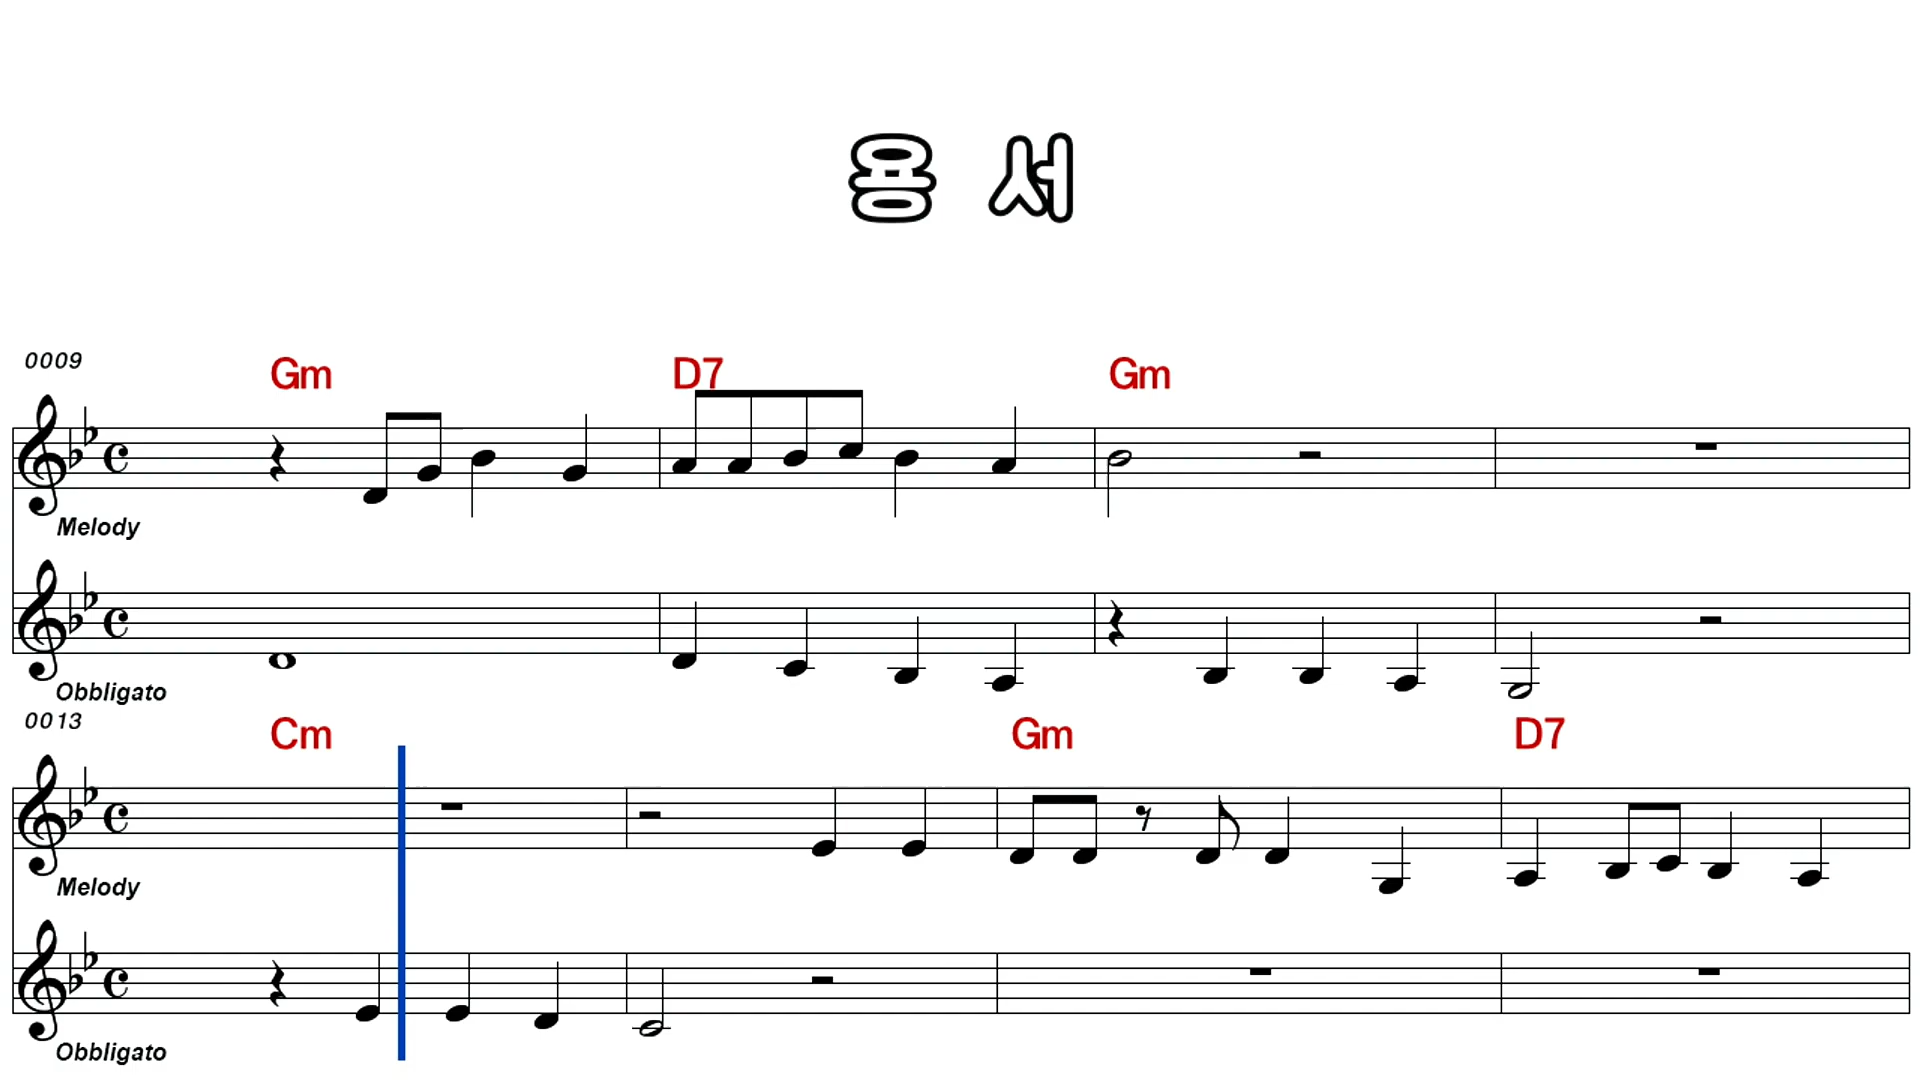 용 서
0009
Gm D7 Gm
Melody
Obbligato
0013
Cm Gm D7
Melody
Obbligato